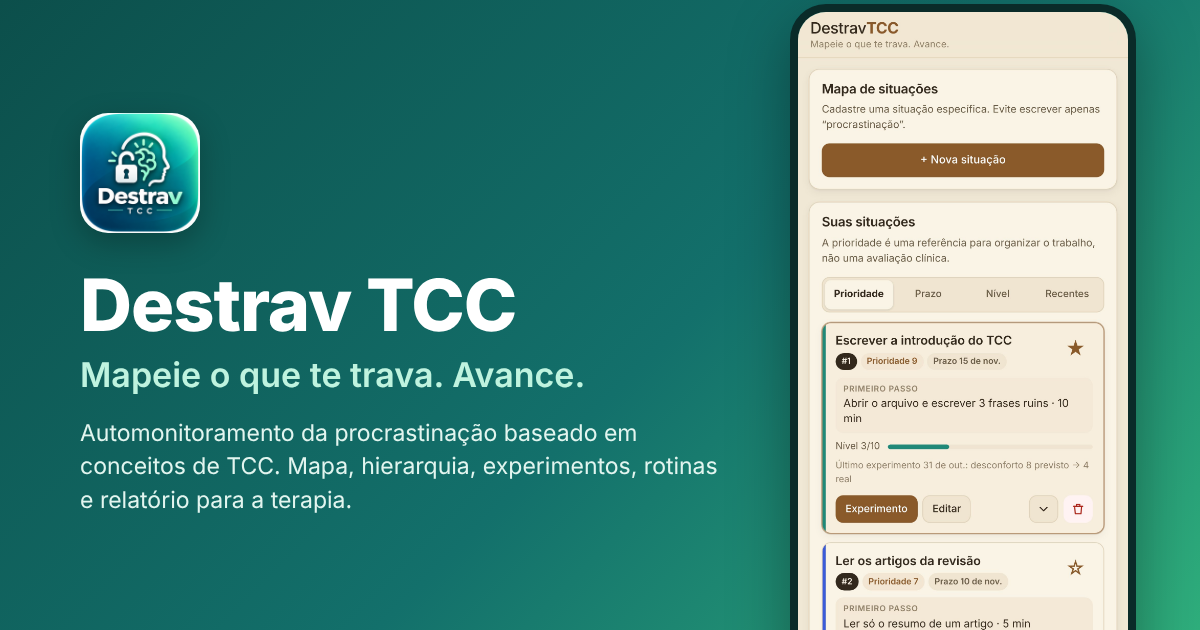 Destrav
TCC
Destrav TCC
Mapeie o que te trava. Avance.
Automonitoramento da procrastinação baseado em
conceitos de TCC. Mapa, hierarquia, experimentos, rotinas
e relatório para a terapia.
DestravTCC
Mapeie o que te trava. Avance.
Mapa de situações
Cadastre uma situação específica. Evite escrever apenas
“procrastinação”.
+ Nova situação
Suas situações
A prioridade é uma referência para organizar o trabalho,
não uma avaliação clínica.
Prioridade Prazo Nível Recentes
Escrever a introdução do TCC
#1 Prioridade 9 Prazo 15 de nov.
PRIMEIRO PASSO
Abrir o arquivo e escrever 3 frases ruins · 10
min
Nível 3/10
Último experimento 31 de out.: desconforto 8 previsto → 4
real
Experimento Editar
Ler os artigos da revisão
#2 Prioridade 7 Prazo 10 de nov.
PRIMEIRO PASSO
Ler só o resumo de um artigo · 5 min